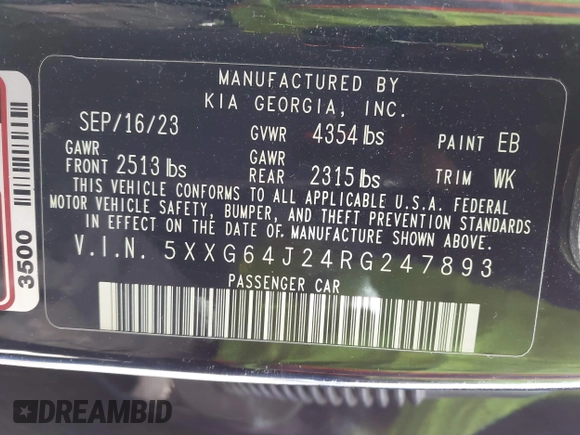 MANUFACTURED BY
KIA GEORGIA, INC.
SEP/16/23 GVWR 4354 lbs PAINT EB
GAWR FRONT 2513 lbs GAWR REAR 2315 lbs TRIM WK
THIS VEHICLE CONFORMS TO ALL APPLICABLE U.S.A. FEDERAL
MOTOR VEHICLE SAFETY, BUMPER, AND THEFT PREVENTION STANDARDS
IN EFFECT ON THE DATE OF MANUFACTURE SHOWN ABOVE.
V.I.N. 5XXG64J24RG247893
PASSENGER CAR
3500
DREAMBID